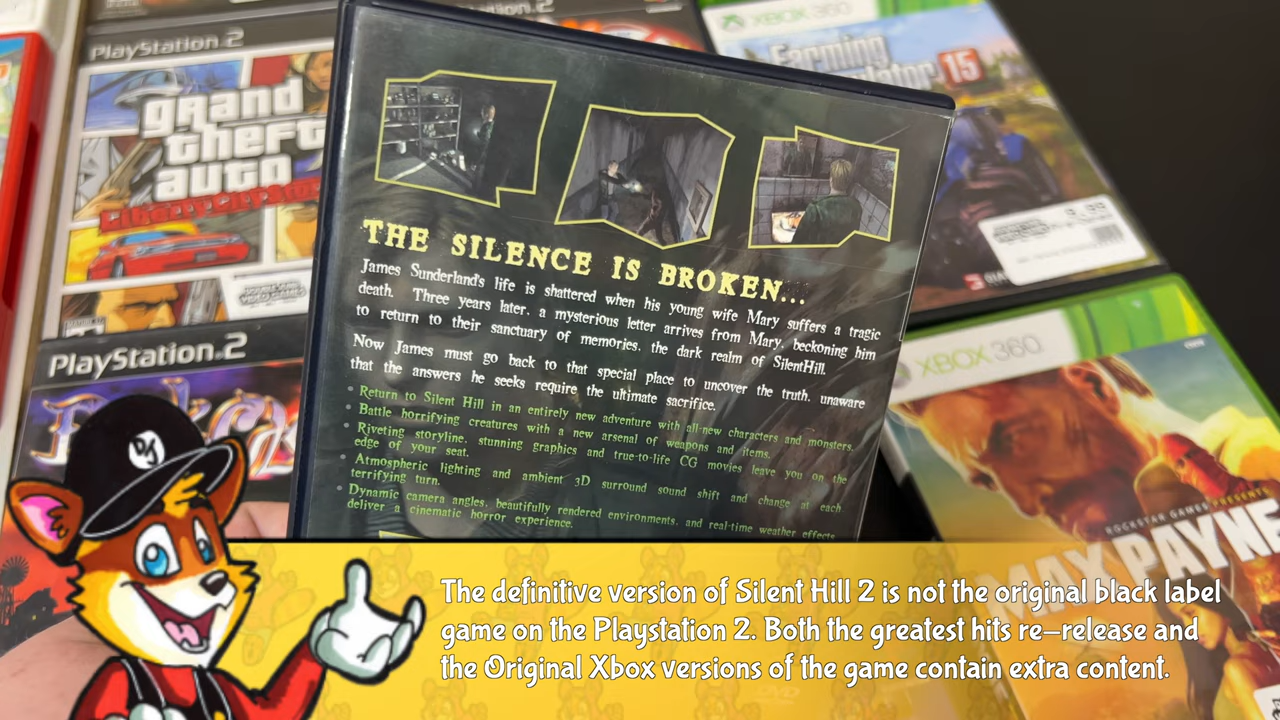 PlayStation 2
grand
theft
auto
Liberty City Stories
PlayStation 2
XBOX 360
Farming
Simulator 15
THE SILENCE IS BROKEN...
James Sunderland's life is shattered when his young wife Mary suffers a tragic
death. Three years later, a mysterious letter arrives from Mary, beckoning him
to return to their sanctuary of memories, the dark realm of SilentHill.
Now James must go back to that special place to uncover the truth, unaware
that the answers he seeks require the ultimate sacrifice.
• Return to Silent Hill in an entirely new adventure with all-new characters and monsters.
• Battle horrifying creatures with a new arsenal of weapons and items.
• Riveting storyline, stunning graphics and true-to-life CG movies leave you on the
edge of your seat.
• Atmospheric lighting and ambient 3D surround sound shift and change at each
terrifying turn.
• Dynamic camera angles, beautifully rendered environments, and real-time weather effects
deliver a cinematic horror experience.
XBOX 360
ROCKSTAR GAMES PRESENTS
MAX PAYNE
DJ
The definitive version of Silent Hill 2 is not the original black label
game on the Playstation 2. Both the greatest hits re-release and
the Original Xbox versions of the game contain extra content.